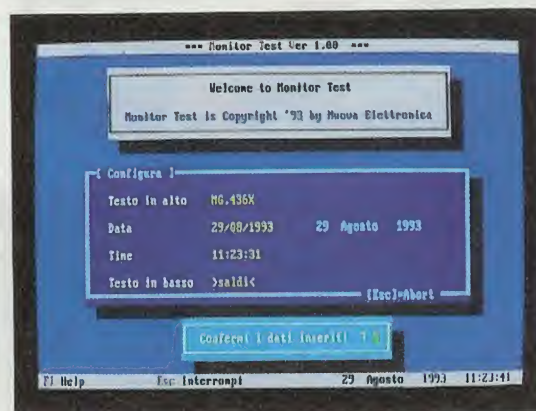 *** Monitor Test Ver 1.00 ***
Welcome to Monitor Test
Monitor Test is Copyright '93 by Nuova Elettronica
[ Configura ]
Testo in alto MG.436X
Data 29/08/1993 29 Agosto 1993
Time 11:23:31
Testo in basso >saldi<
[Esc]=Abort
Confermi i dati inseriti ?
F1 Help Esc Interrompi 29 Agosto 1993 11:23:41